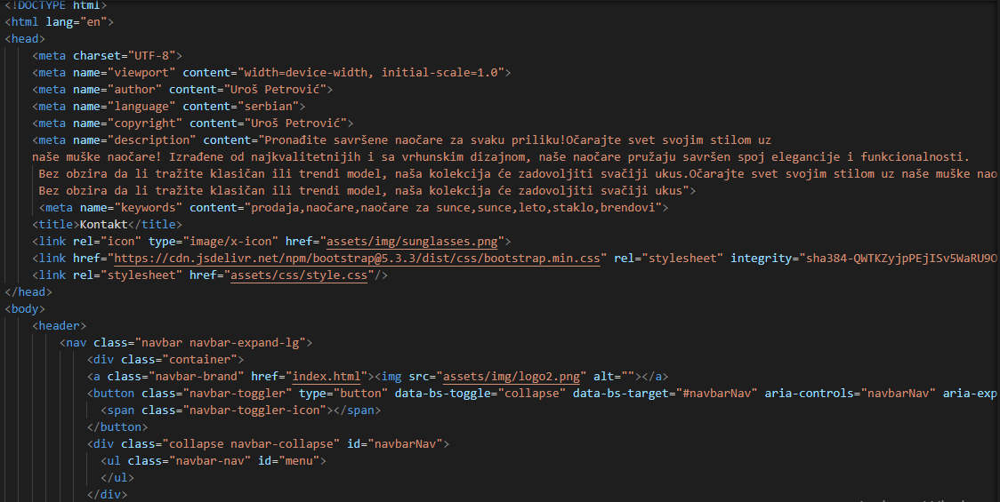 <!DOCTYPE html>
<html lang="en">
<head>
<meta charset="UTF-8">
<meta name="viewport" content="width=device-width, initial-scale=1.0">
<meta name="author" content="Uroš Petrović">
<meta name="language" content="serbian">
<meta name="copyright" content="Uroš Petrović">
<meta name="description" content="Pronađite savršene naočare za svaku priliku!Očarajte svet svojim stilom uz
naše muške naočare! Izrađene od najkvalitetnijih i sa vrhunskim dizajnom, naše naočare pružaju savršen spoj elegancije i funkcionalnosti.
Bez obzira da li tražite klasičan ili trendi model, naša kolekcija će zadovoljiti svačiji ukus.Očarajte svet svojim stilom uz naše muške nao
Bez obzira da li tražite klasičan ili trendi model, naša kolekcija će zadovoljiti svačiji ukus">
<meta name="keywords" content="prodaja,naočare,naočare za sunce,sunce,leto,staklo,brendovi">
<title>Kontakt</title>
<link rel="icon" type="image/x-icon" href="assets/img/sunglasses.png">
<link href="https://cdn.jsdelivr.net/npm/bootstrap@5.3.3/dist/css/bootstrap.min.css" rel="stylesheet" integrity="sha384-QWTKZyjpPEjISv5WaRU9O
<link rel="stylesheet" href="assets/css/style.css"/>
</head>
<body>
<header>
<nav class="navbar navbar-expand-lg">
<div class="container">
<a class="navbar-brand" href="index.html"><img src="assets/img/logo2.png" alt=""></a>
<button class="navbar-toggler" type="button" data-bs-toggle="collapse" data-bs-target="#navbarNav" aria-controls="navbarNav" aria-exp
<span class="navbar-toggler-icon"></span>
</button>
<div class="collapse navbar-collapse" id="navbarNav">
<ul class="navbar-nav" id="menu">
</ul>
</div>